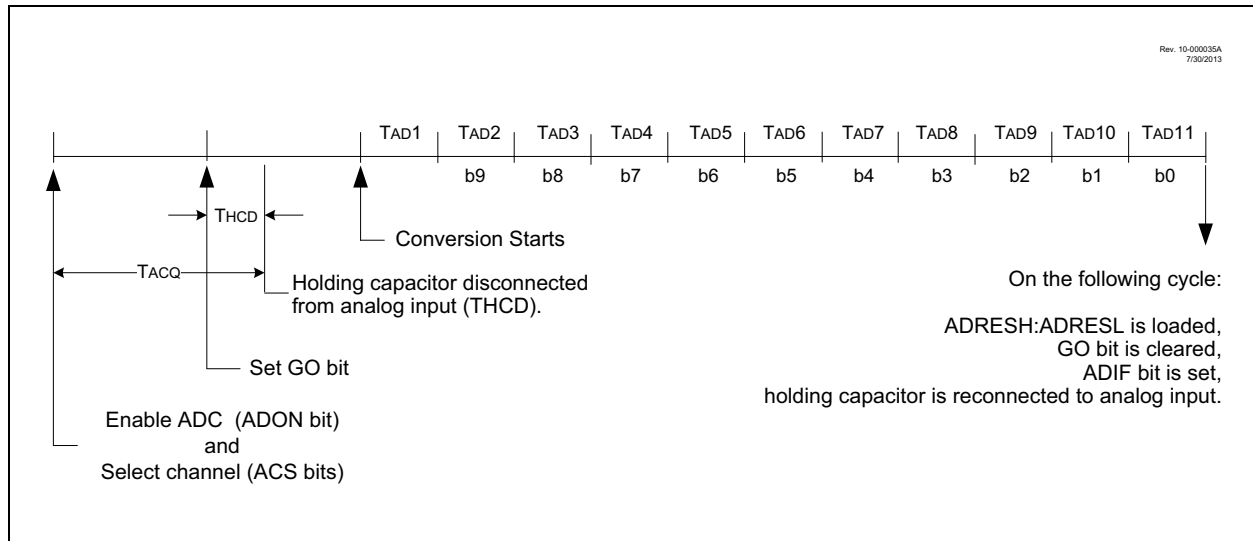 Rev. 10-000035A
7/30/2013
TAD1 TAD2 TAD3 TAD4 TAD5 TAD6 TAD7 TAD8 TAD9 TAD10 TAD11
b9 b8 b7 b6 b5 b4 b3 b2 b1 b0
THCD
Conversion Starts
TACQ
Holding capacitor disconnected
from analog input (THCD).
Set GO bit
Enable ADC (ADON bit)
and
Select channel (ACS bits)
On the following cycle:
ADRESH:ADRESL is loaded,
GO bit is cleared,
ADIF bit is set,
holding capacitor is reconnected to analog input.